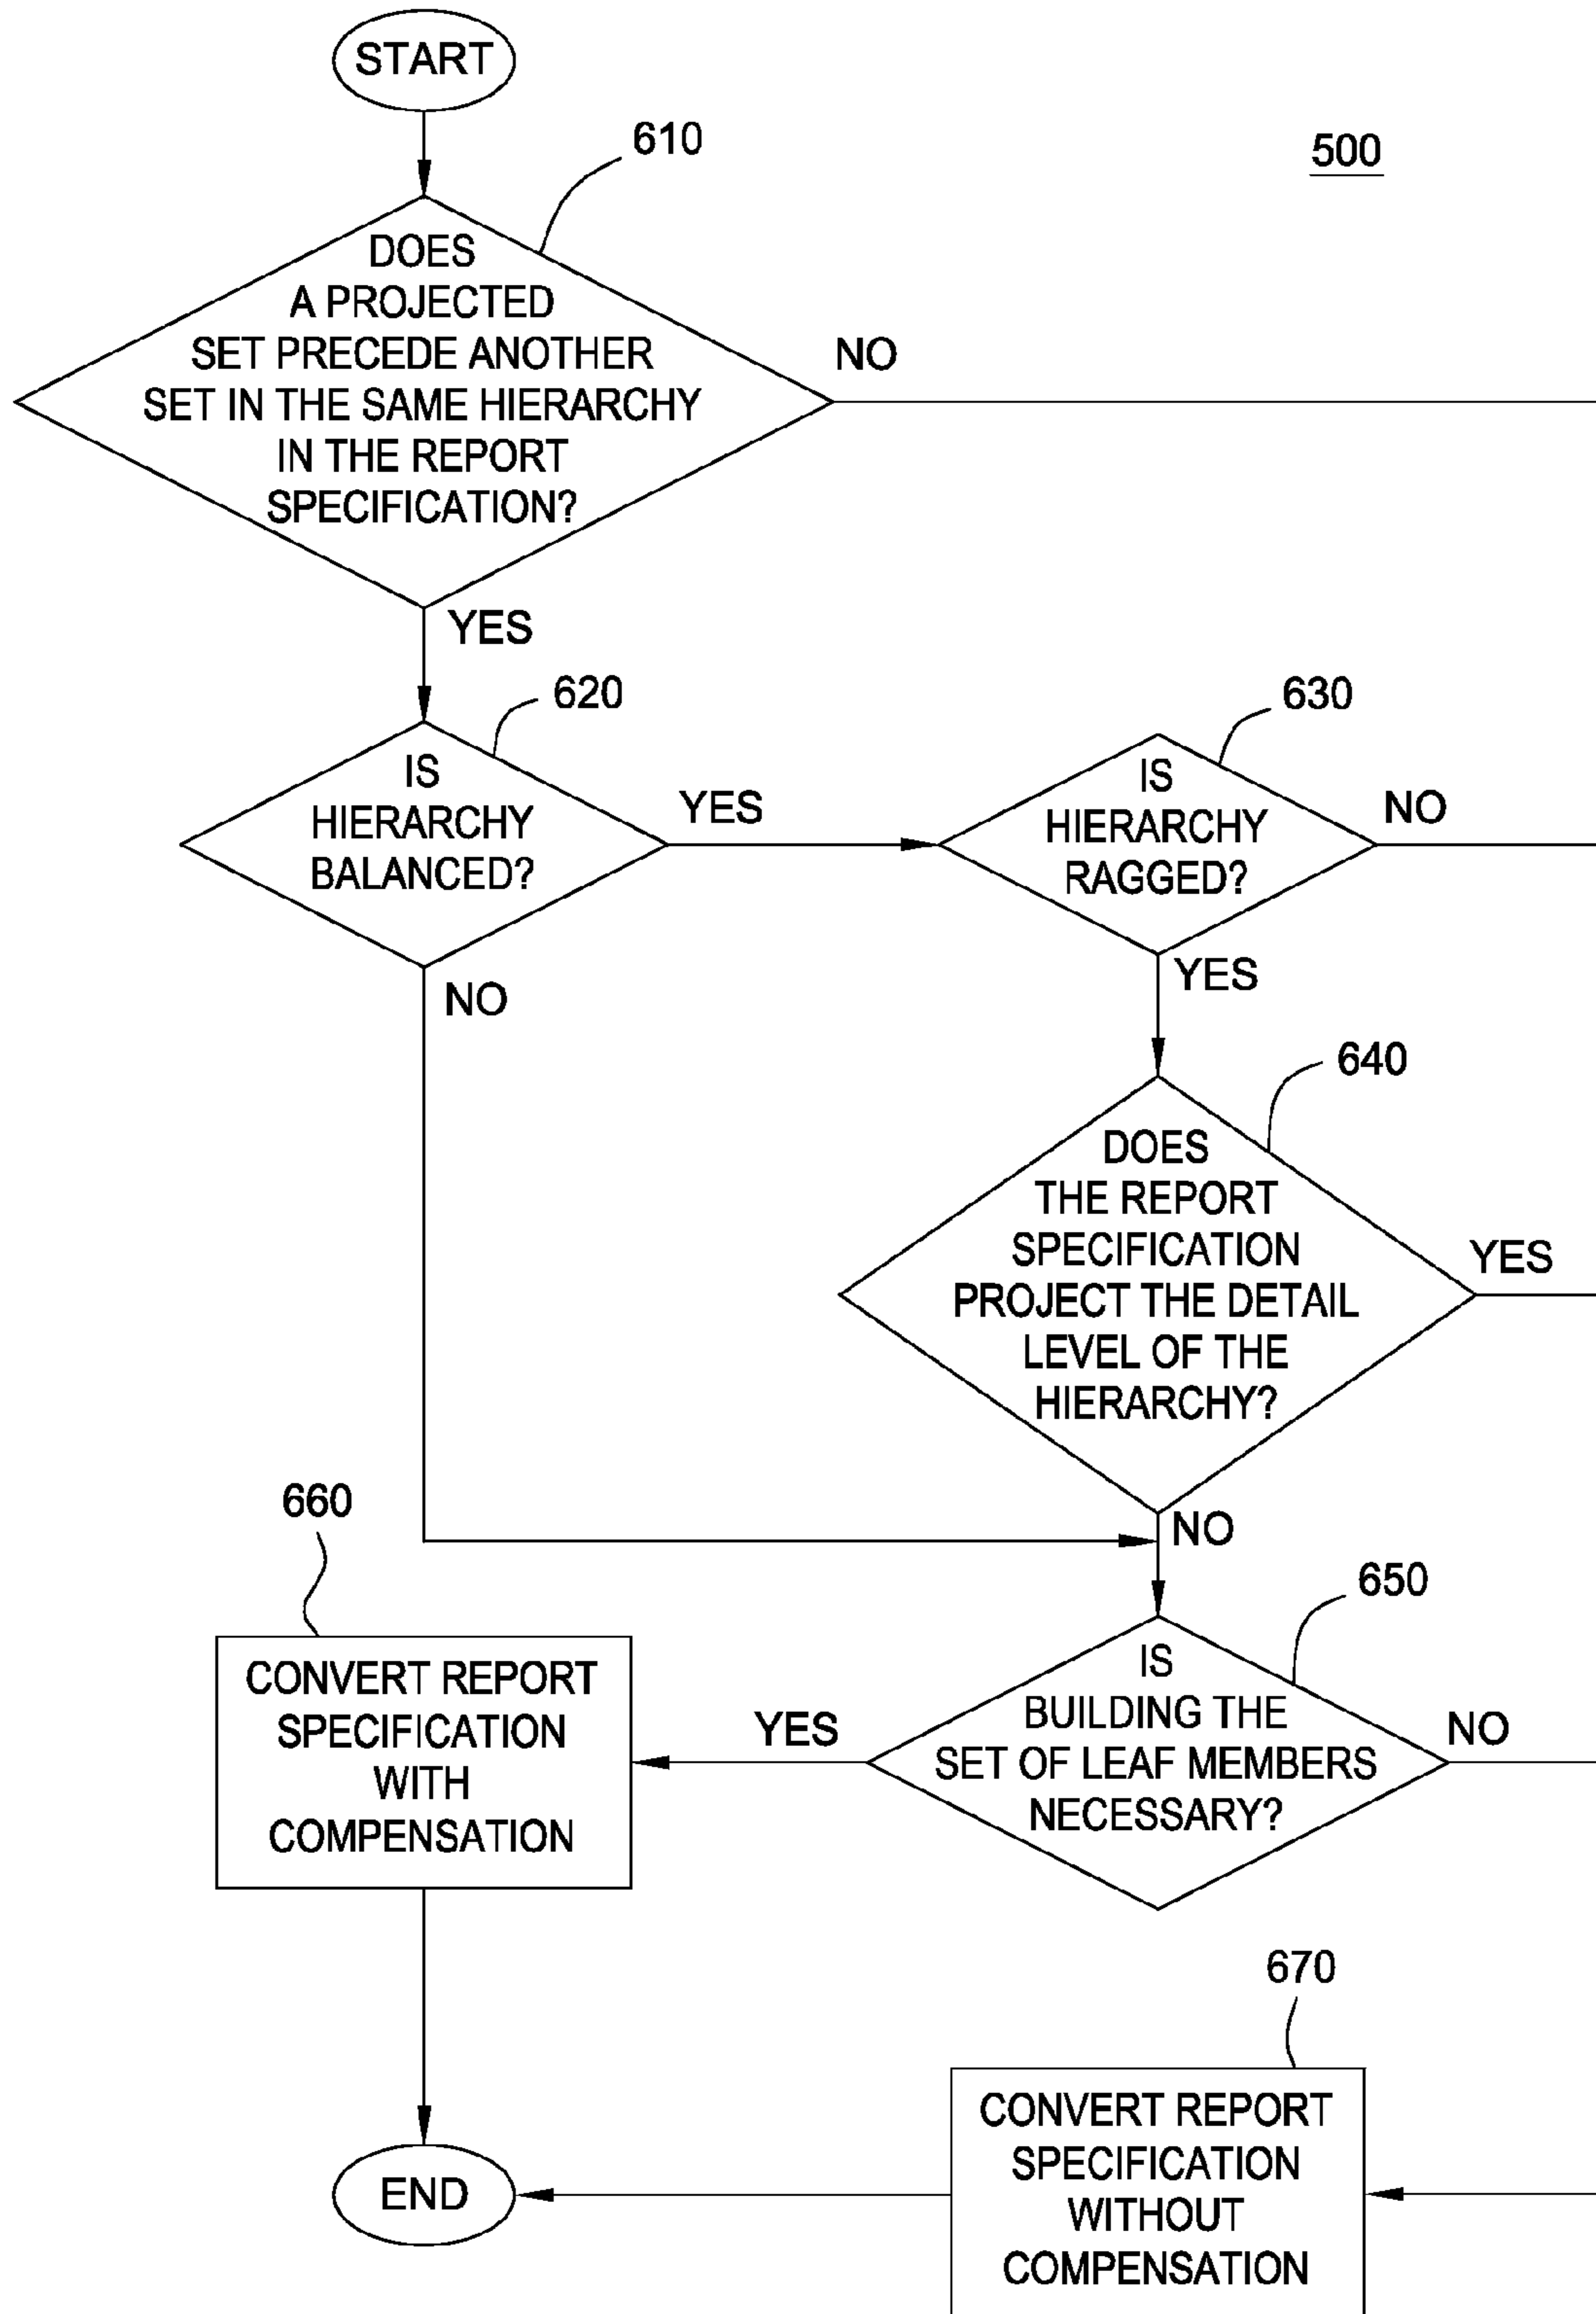 START
610
500
DOES
A PROJECTED
SET PRECEDE ANOTHER
SET IN THE SAME HIERARCHY
IN THE REPORT
SPECIFICATION?
NO
YES
620
IS
HIERARCHY
BALANCED?
YES
NO
630
IS
HIERARCHY
RAGGED?
NO
YES
640
DOES
THE REPORT
SPECIFICATION
PROJECT THE DETAIL
LEVEL OF THE
HIERARCHY?
YES
NO
650
IS
BUILDING THE
SET OF LEAF MEMBERS
NECESSARY?
YES
NO
660
CONVERT REPORT
SPECIFICATION
WITH
COMPENSATION
670
CONVERT REPORT
SPECIFICATION
WITHOUT
COMPENSATION
END